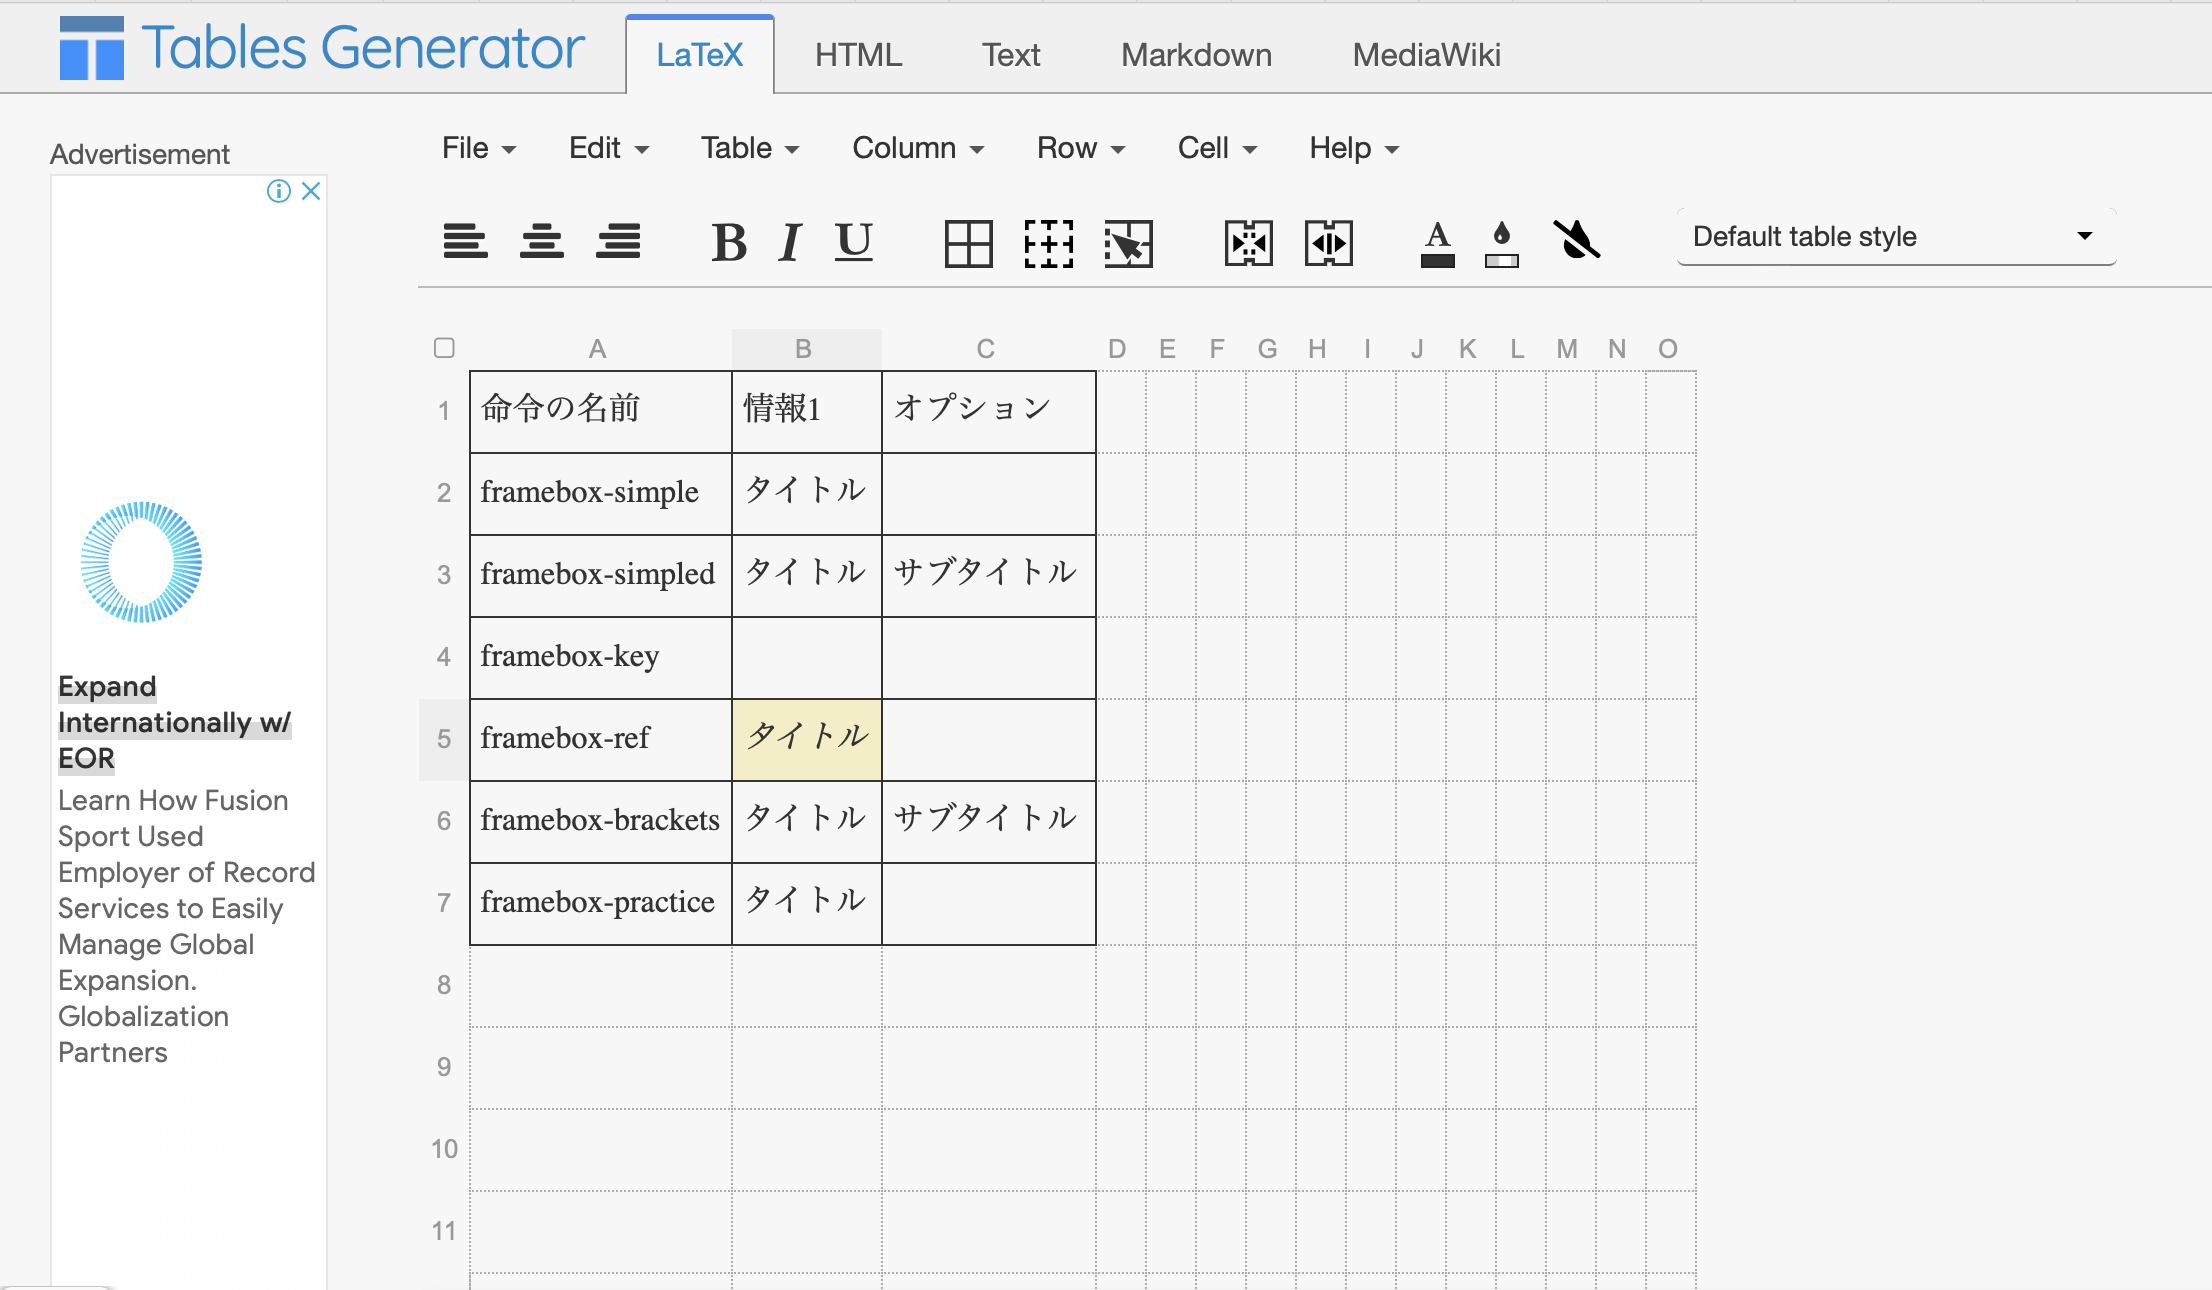 Tables Generator
LaTeX HTML Text Markdown MediaWiki
Advertisement
File Edit Table Column Row Cell Help
B I U A Default table style
A B C D E F G H I J K L M N O
1 命令の名前 情報1 オプション
2 framebox-simple タイトル
3 framebox-simpled タイトル サブタイトル
4 framebox-key
5 framebox-ref タイトル
6 framebox-brackets タイトル サブタイトル
7 framebox-practice タイトル
8
9
10
11
Expand
Internationally w/
EOR
Learn How Fusion
Sport Used
Employer of Record
Services to Easily
Manage Global
Expansion.
Globalization
Partners